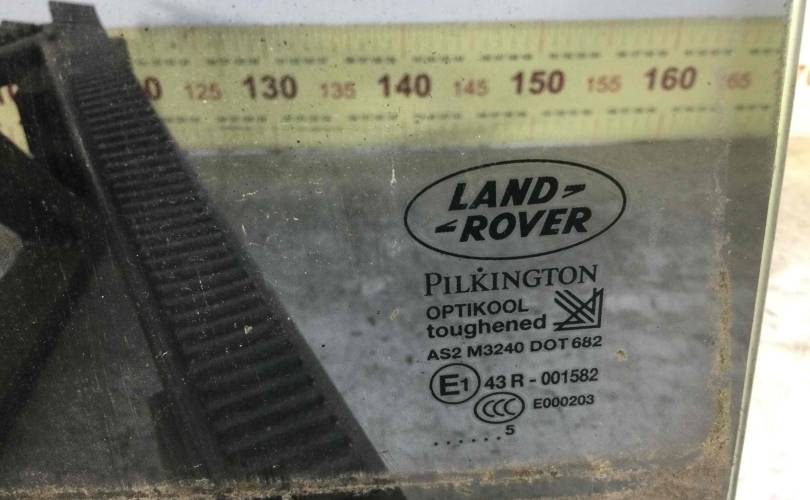 125 130 135 140 145 150 155 160 65
LAND
ROVER
PILKINGTON
OPTIKOOL
toughened
AS2 M3240 DOT 682
E1 43 R - 001582
CCC E000203
. . . . . . 5